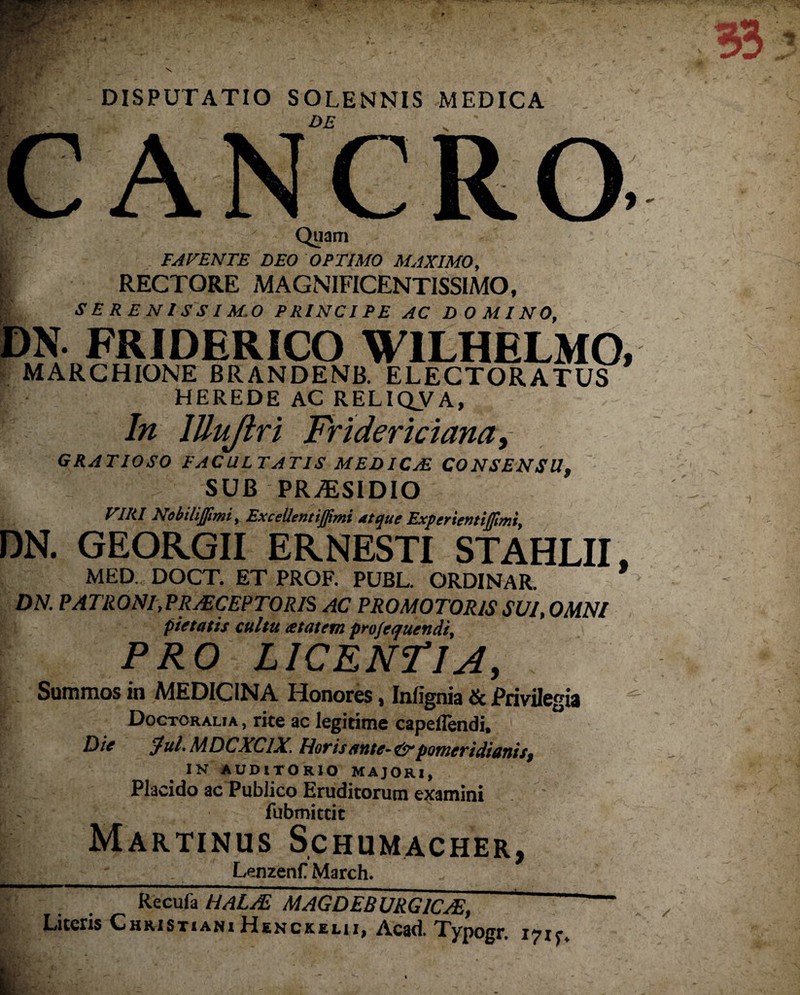 33
DISPUTATIO SOLENNIS MEDICA
DE
CANCRO,
Quam
FAVENTE DEO OPTIMO MAXIMO,
RECTORE MAGNIFICENTISSIMO,
SERENISSIMO PRINCIPE AC DOMINO,
DN. FRIDERICO WILHELMO,
MARCHIONE BRANDENB. ELECTORATUS
HEREDE AC RELIQVA,
In Illuſtri Fridericiana,
GRATIOSO FACULTATIS MEDICÆ CONSENSU,
SUB PRÆSIDIO
VIRI Nobiliſſimi, Excellentiſſimi atque Experientiſſimi,
DN. GEORGII ERNESTI STAHLII,
MED. DOCT. ET PROF. PUBL. ORDINAR.
DN. PATRONI, PRÆCEPTORIS AC PROMOTORIS SUI, OMNI
pietatis cultu ætatem proſequendi,
PRO LICENTIA,
Summos in MEDICINA Honores, Inſignia & Privilegia
DOCTORALIA, rite ac legitime capeſſendi,
Die Jul. MDCXCIX. Horis ante- & pomeridianis,
IN AUDITORIO MAJORI,
Placido ac Publico Eruditorum examini
ſubmittit
MARTINUS SCHUMACHER,
Lenzenſ. March.
Recuſa HALÆ MAGDEBURGICÆ,
Literis CHRISTIANI HENCKELII, Acad. Typogr. 1715.